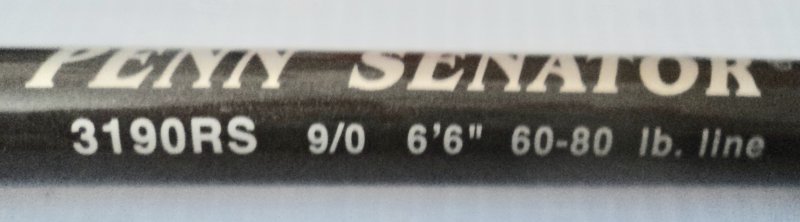 PENN SENATOR
3190RS 9/0 6'6" 60-80 lb. line